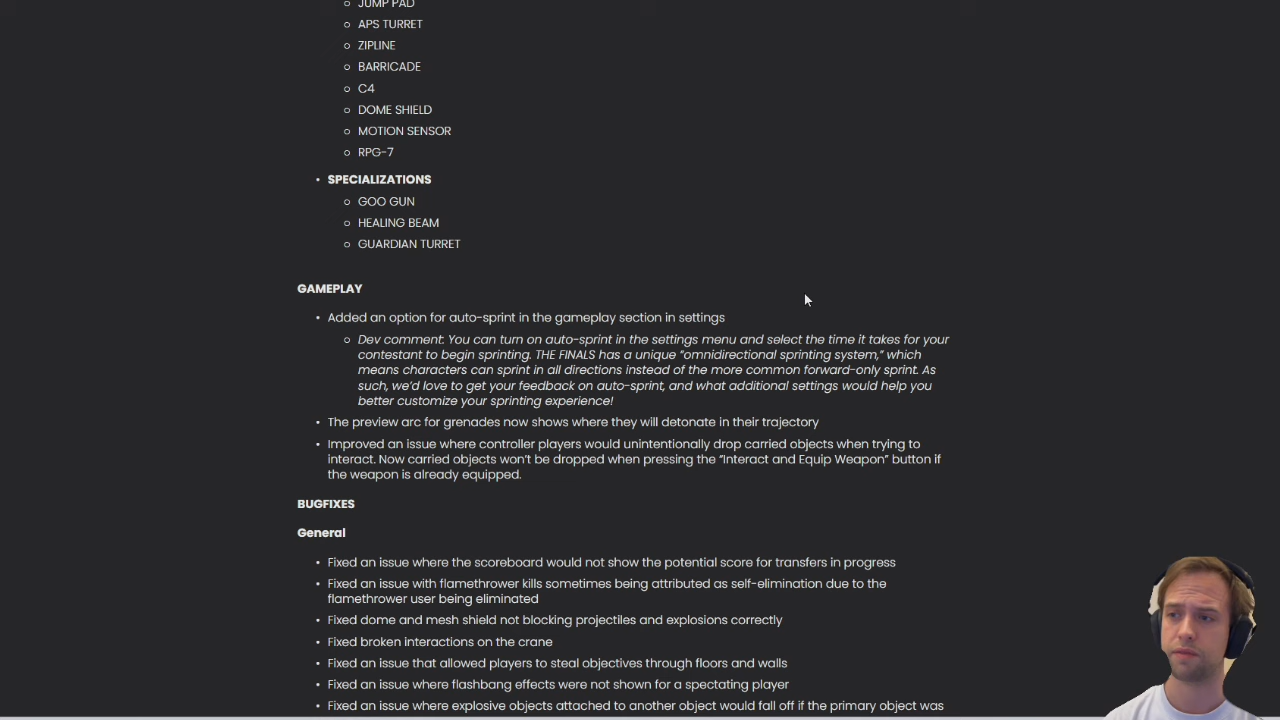 JUMP PAD
APS TURRET
ZIPLINE
BARRICADE
C4
DOME SHIELD
MOTION SENSOR
RPG-7
SPECIALIZATIONS
GOO GUN
HEALING BEAM
GUARDIAN TURRET
GAMEPLAY
Added an option for auto-sprint in the gameplay section in settings
Dev comment: You can turn on auto-sprint in the settings menu and select the time it takes for your
contestant to begin sprinting. THE FINALS has a unique “omnidirectional sprinting system,” which
means characters can sprint in all directions instead of the more common forward-only sprint. As
such, we’d love to get your feedback on auto-sprint, and what additional settings would help you
better customize your sprinting experience!
The preview arc for grenades now shows where they will detonate in their trajectory
Improved an issue where controller players would unintentionally drop carried objects when trying to
interact. Now carried objects won’t be dropped when pressing the “Interact and Equip Weapon” button if
the weapon is already equipped.
BUGFIXES
General
Fixed an issue where the scoreboard would not show the potential score for transfers in progress
Fixed an issue with flamethrower kills sometimes being attributed as self-elimination due to the
flamethrower user being eliminated
Fixed dome and mesh shield not blocking projectiles and explosions correctly
Fixed broken interactions on the crane
Fixed an issue that allowed players to steal objectives through floors and walls
Fixed an issue where flashbang effects were not shown for a spectating player
Fixed an issue where explosive objects attached to another object would fall off if the primary object was